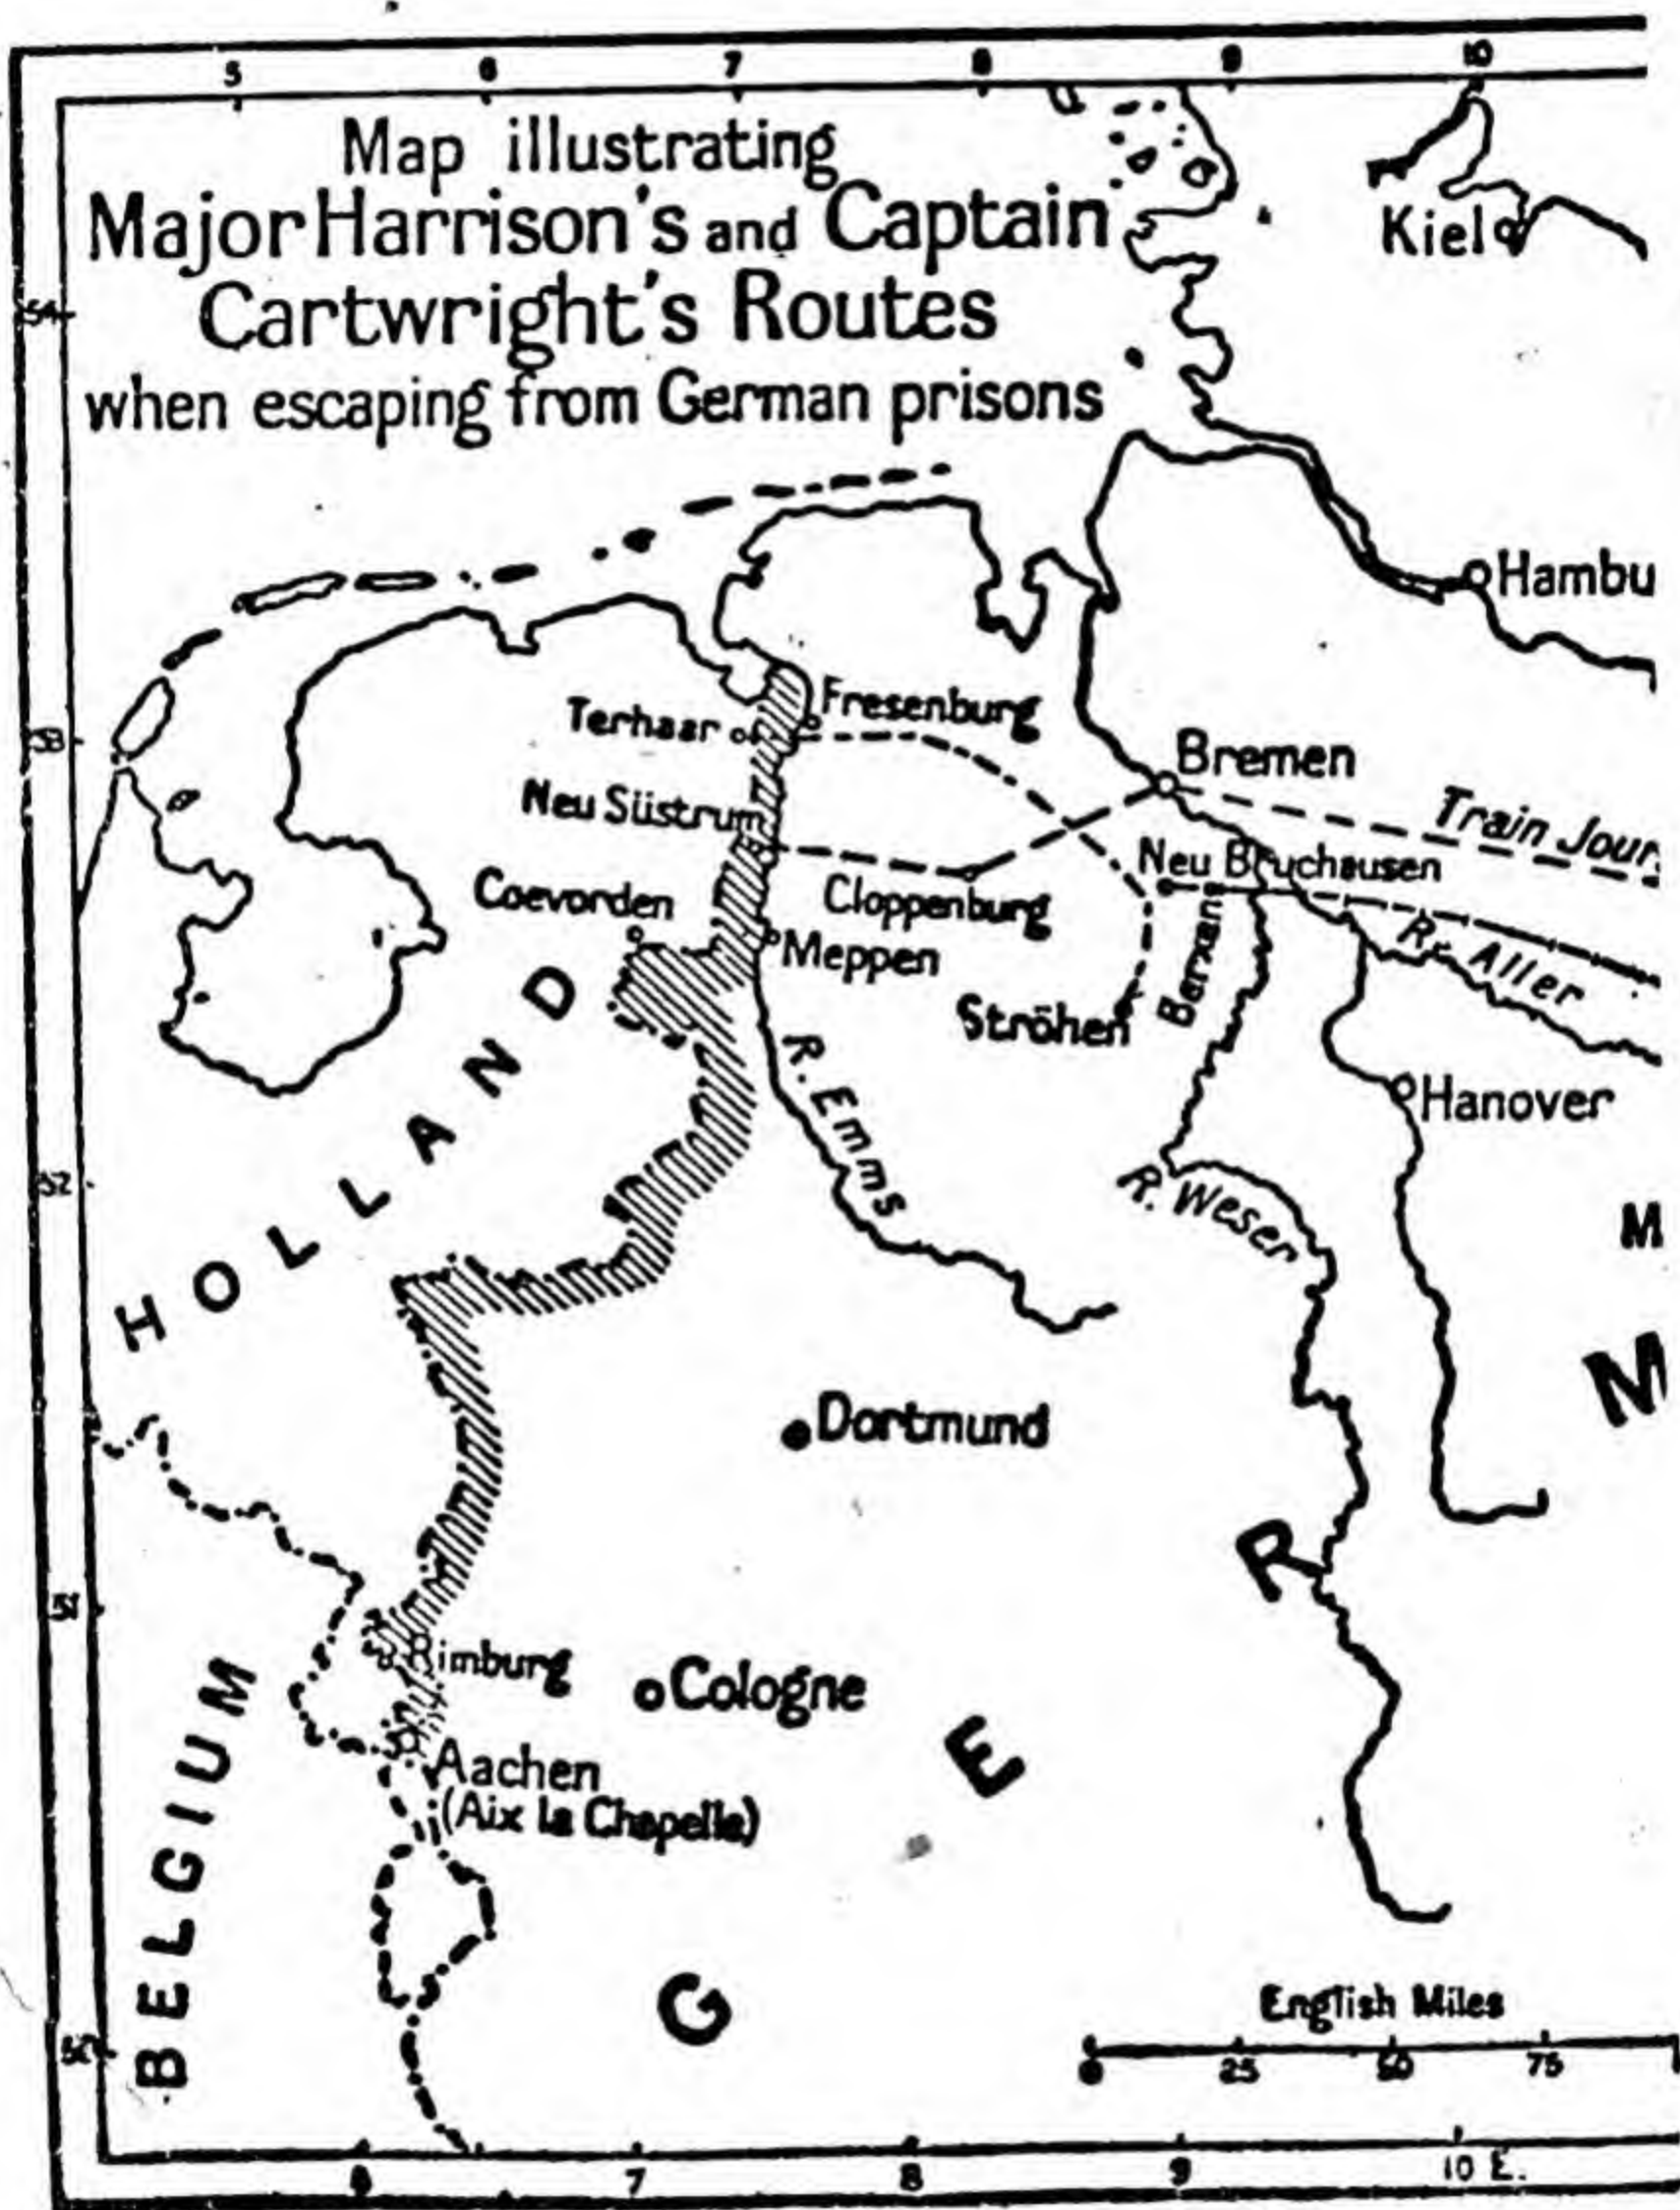 5 6 7 8 9 10
Map illustrating
Major Harrison's and Captain
Cartwright's Routes
when escaping from German prisons
Kiel
54
Hambu
Fresenburg
Terhaar
53
Bremen
Neu Süstrum
Train Jour
Neu Bruchausen
Coevorden
Cloppenburg
Meppen
R. Aller
Ströhen
R. Emms
Hanover
HOLLAND
52
R. Weser
M
M
Dortmund
R
51
Rimburg
Cologne
E
Aachen
(Aix la Chapelle)
BELGIUM
G
English Miles
0 25 50 75
6 7 8 9 10 E.